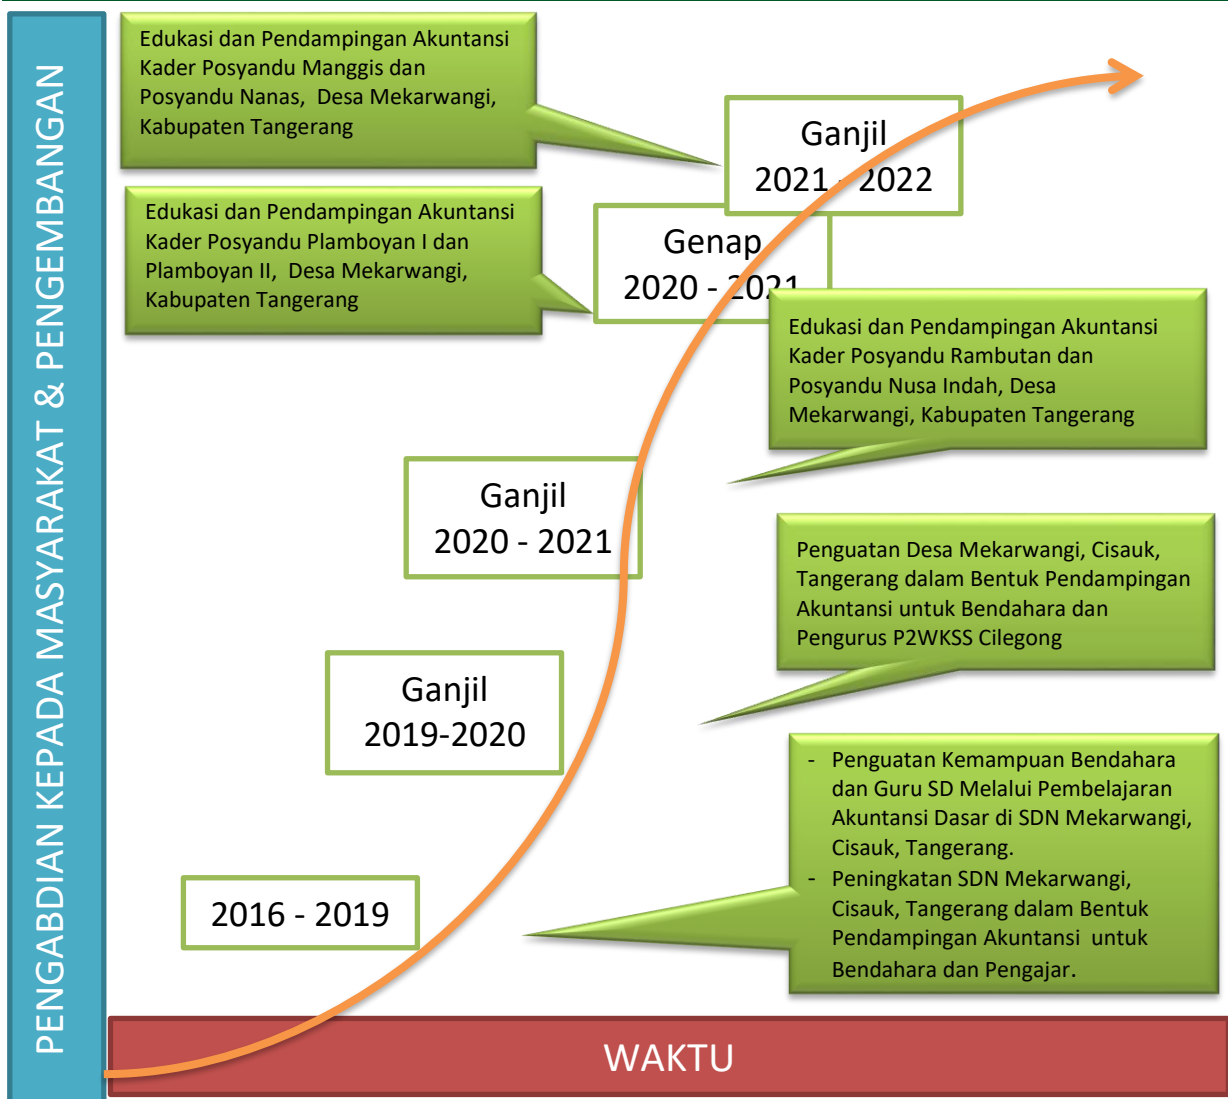 PENGABDIAN KEPADA MASYARAKAT & PENGEMBANGAN
Edukasi dan Pendampingan Akuntansi
Kader Posyandu Manggis dan
Posyandu Nanas, Desa Mekarwangi,
Kabupaten Tangerang
Ganjil
2021 - 2022
Edukasi dan Pendampingan Akuntansi
Kader Posyandu Plamboyan I dan
Plamboyan II, Desa Mekarwangi,
Kabupaten Tangerang
Genap
2020 - 2021
Edukasi dan Pendampingan Akuntansi
Kader Posyandu Rambutan dan
Posyandu Nusa Indah, Desa
Mekarwangi, Kabupaten Tangerang
Ganjil
2020 - 2021
Penguatan Desa Mekarwangi, Cisauk,
Tangerang dalam Bentuk Pendampingan
Akuntansi untuk Bendahara dan
Pengurus P2WKSS Cilegong
Ganjil
2019-2020
- Penguatan Kemampuan Bendahara
dan Guru SD Melalui Pembelajaran
Akuntansi Dasar di SDN Mekarwangi,
Cisauk, Tangerang.
- Peningkatan SDN Mekarwangi,
Cisauk, Tangerang dalam Bentuk
Pendampingan Akuntansi untuk
Bendahara dan Pengajar.
2016 - 2019
WAKTU